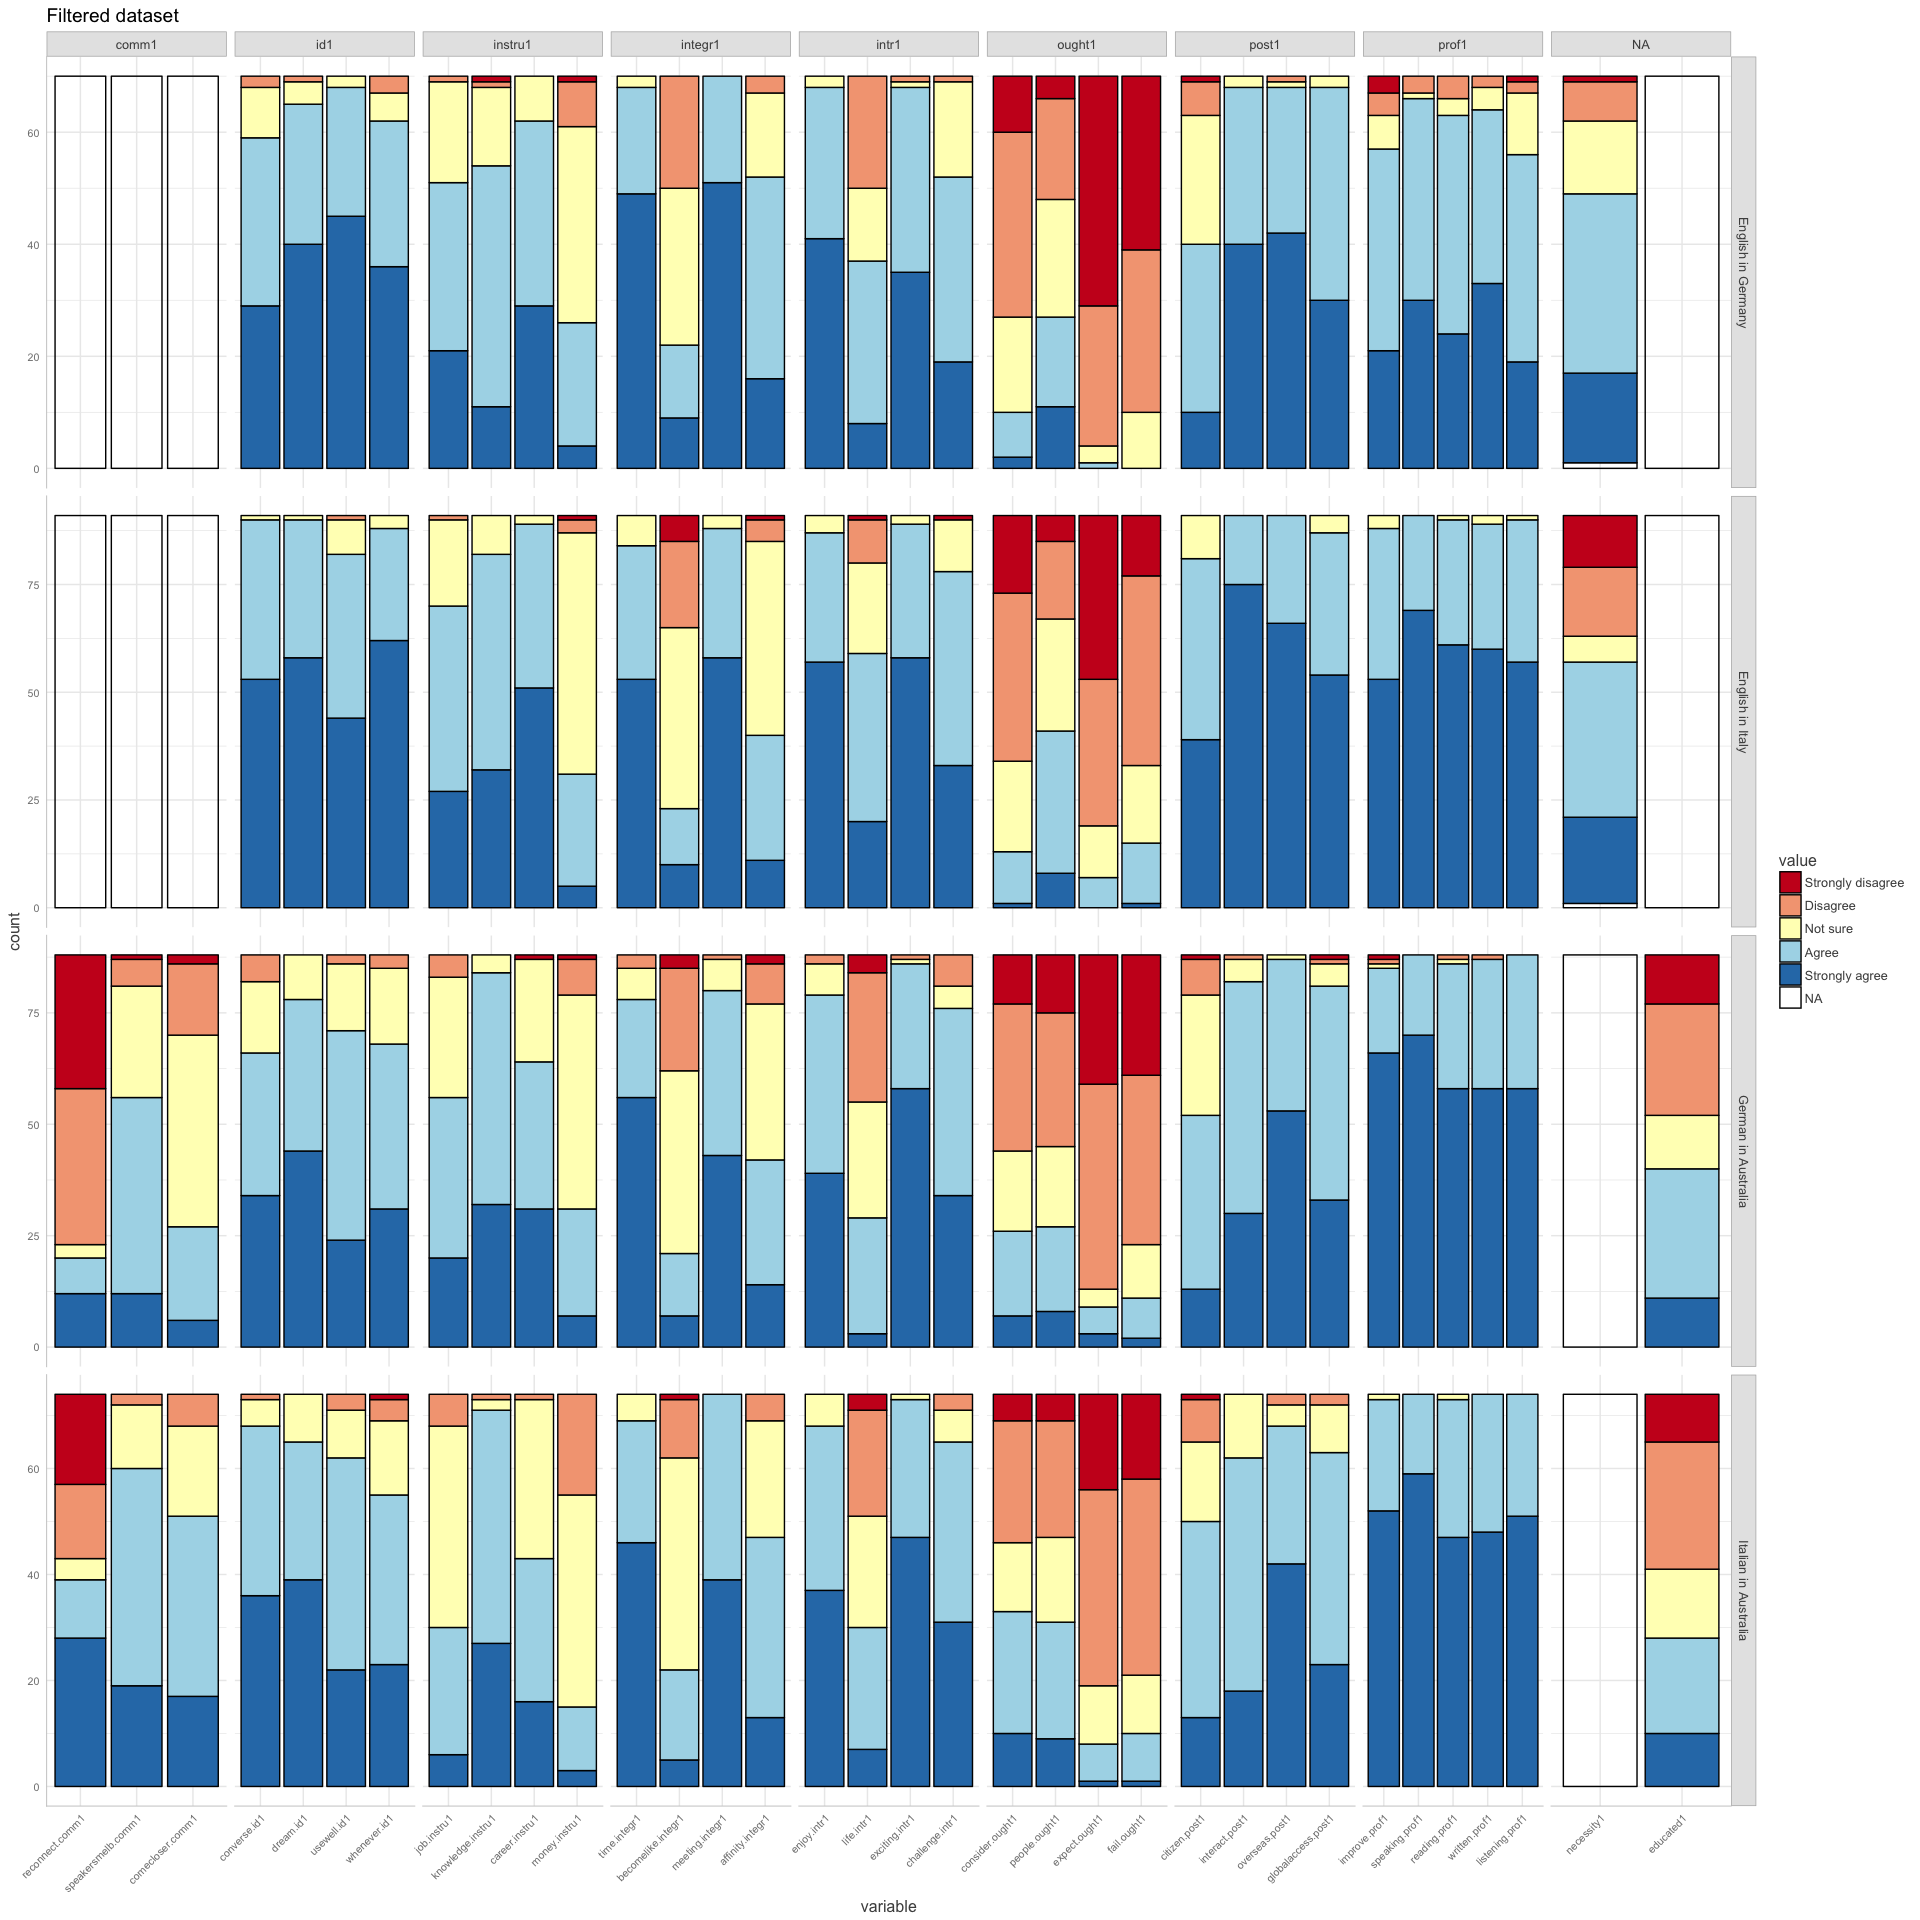 Filtered dataset
comm1 id1 instru1 integr1 intr1 ought1 post1 prof1 NA
60
40
20
0
English in Germany
75
50
25
0
English in Italy
75
50
25
0
German in Australia
60
40
20
0
Italian in Australia
count
reconnect.comm1 speakersmelb.comm1 comecloser.comm1 converse.id1 dream.id1 usewell.id1 whenever.id1 job.instru1 knowledge.instru1 career.instru1 money.instru1 time.integr1 becomelike.integr1 meeting.integr1 affinity.integr1 enjoy.intr1 life.intr1 exciting.intr1 challenge.intr1 consider.ought1 people.ought1 expect.ought1 fail.ought1 citizen.post1 interact.post1 overseas.post1 globalaccess.post1 improve.prof1 speaking.prof1 reading.prof1 written.prof1 listening.prof1 necessity1 educated1
variable
value
Strongly disagree
Disagree
Not sure
Agree
Strongly agree
NA